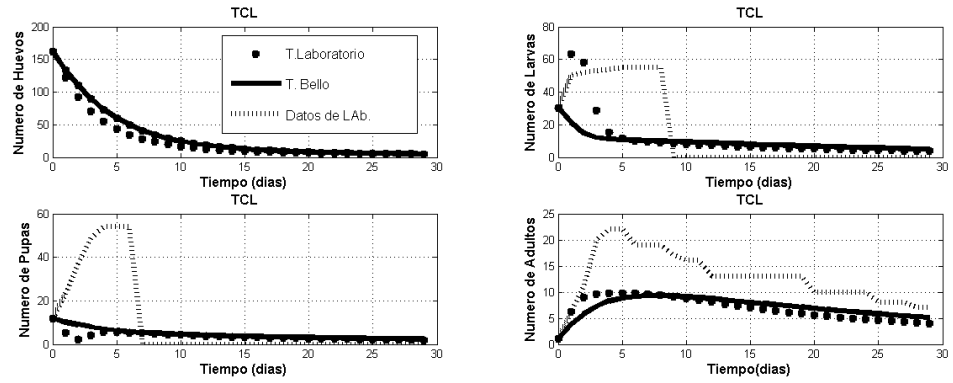 TCL
Numero de Huevos
200
150
100
50
0
0 5 10 15 20 25 30
Tiempo (dias)
T.Laboratorio
T. Bello
Datos de LAb.
TCL
Numero de Larvas
80
60
40
20
0
0 5 10 15 20 25 30
Tiempo (dias)
TCL
Numero de Pupas
60
40
20
0
0 5 10 15 20 25 30
Tiempo (dias)
TCL
Numero de Adultos
25
20
15
10
5
0
0 5 10 15 20 25 30
Tiempo(dias)